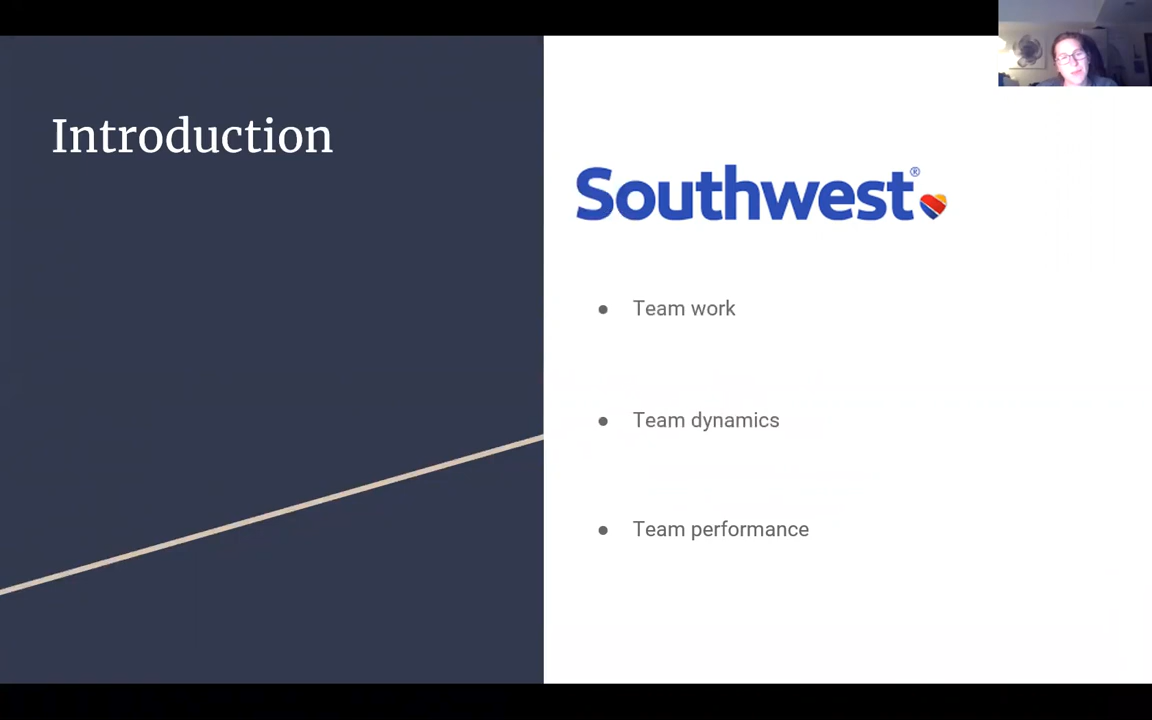 Introduction
Southwest®
● Team work
● Team dynamics
● Team performance